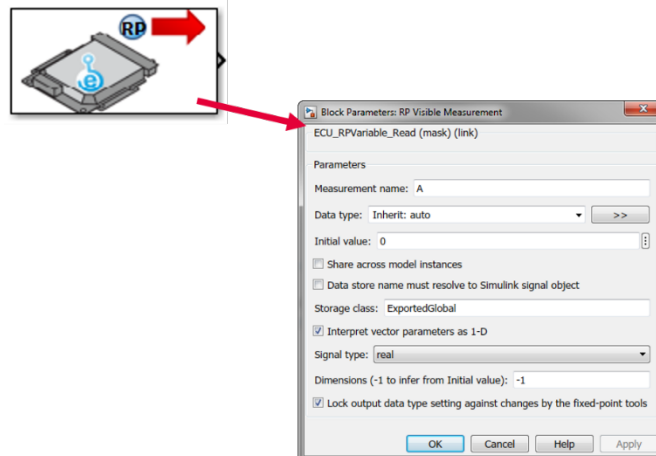 RP
e
Block Parameters: RP Visible Measurement
ECU_RPVariable_Read (mask) (link)
Parameters
Measurement name: A
Data type: Inherit: auto >>
Initial value: 0
Share across model instances
Data store name must resolve to Simulink signal object
Storage class: ExportedGlobal
Interpret vector parameters as 1-D
Signal type: real
Dimensions (-1 to infer from Initial value): -1
Lock output data type setting against changes by the fixed-point tools
OK Cancel Help Apply